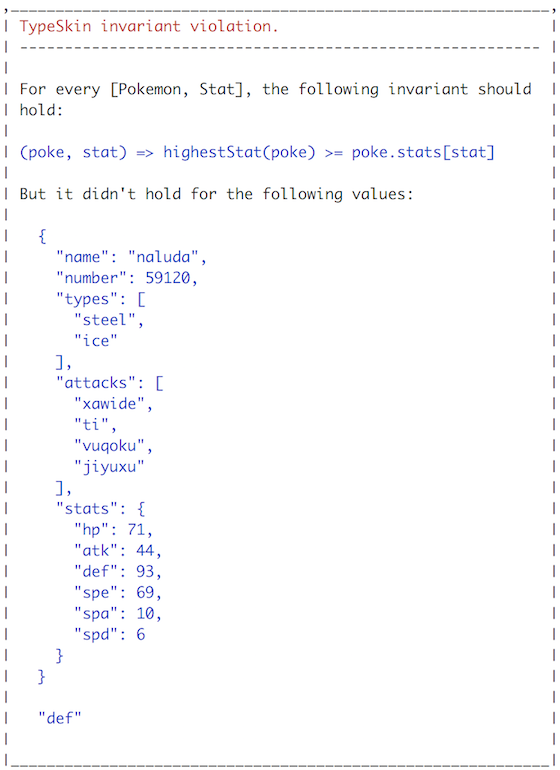 TypeSkin invariant violation.
----------------------------------------------------------
For every [Pokemon, Stat], the following invariant should
hold:
(poke, stat) => highestStat(poke) >= poke.stats[stat]
But it didn't hold for the following values:
{
"name": "naluda",
"number": 59120,
"types": [
"steel",
"ice"
],
"attacks": [
"xawide",
"ti",
"vuqoku",
"jiyuxu"
],
"stats": {
"hp": 71,
"atk": 44,
"def": 93,
"spe": 69,
"spa": 10,
"spd": 6
}
}
"def"